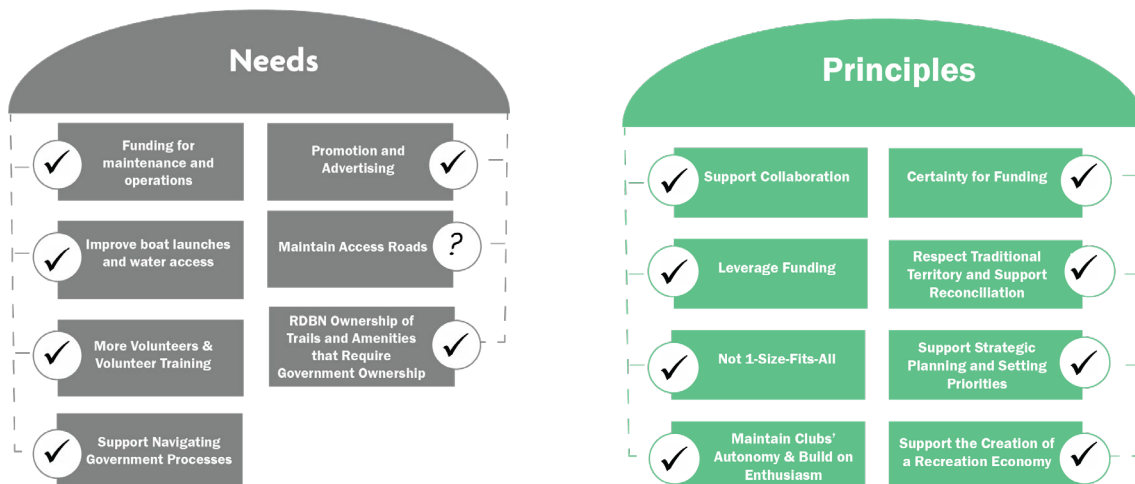 Needs
Funding for
maintenance and
operations
Improve boat launches
and water access
More Volunteers &
Volunteer Training
Support Navigating
Government Processes
Promotion and
Advertising
Maintain Access Roads
?
RDBN Ownership of
Trails and Amenities
that Require
Government Ownership
Principles
Support Collaboration
Leverage Funding
Not 1-Size-Fits-All
Maintain Clubs'
Autonomy & Build on
Enthusiasm
Certainty for Funding
Respect Traditional
Territory and Support
Reconciliation
Support Strategic
Planning and Setting
Priorities
Support the Creation of
a Recreation Economy